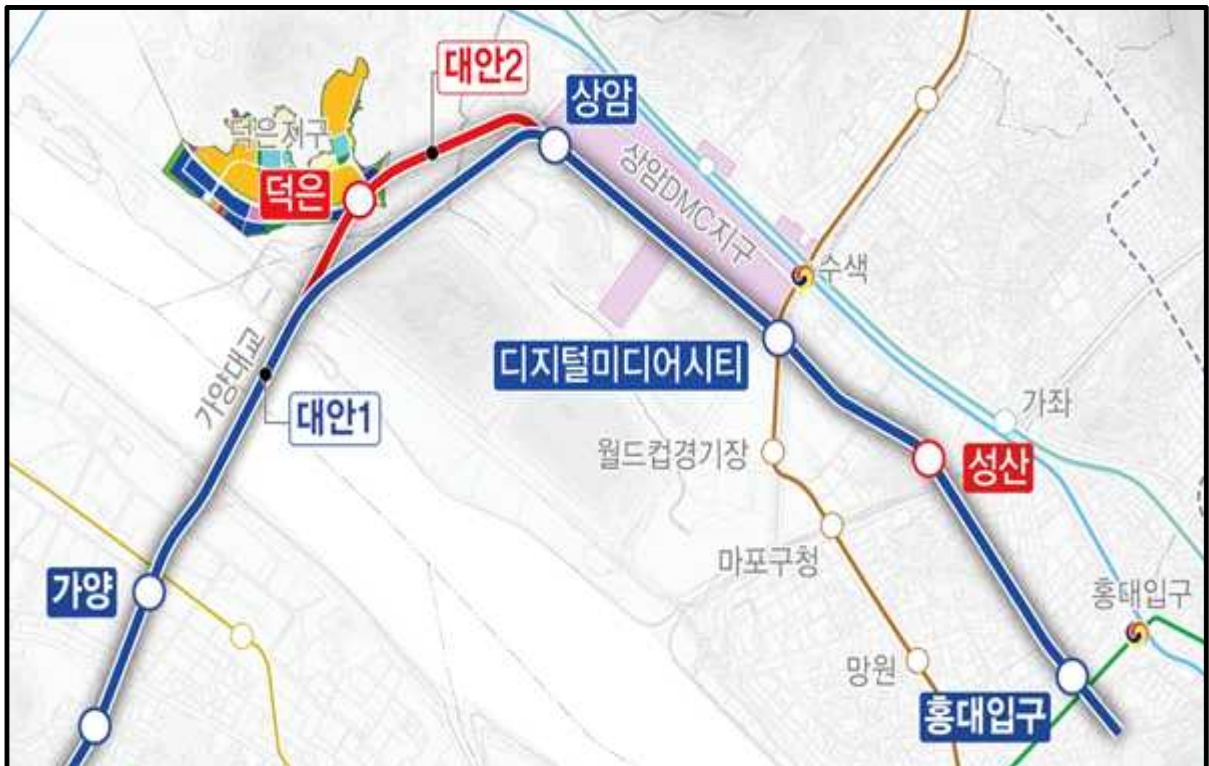 대안2
상암
덕은지구
덕은
상암DMC지구
수색
가양대교
디지털미디어시티
대안1
가좌
월드컵경기장
성산
마포구청
가양
홍대입구
망원
홍대입구